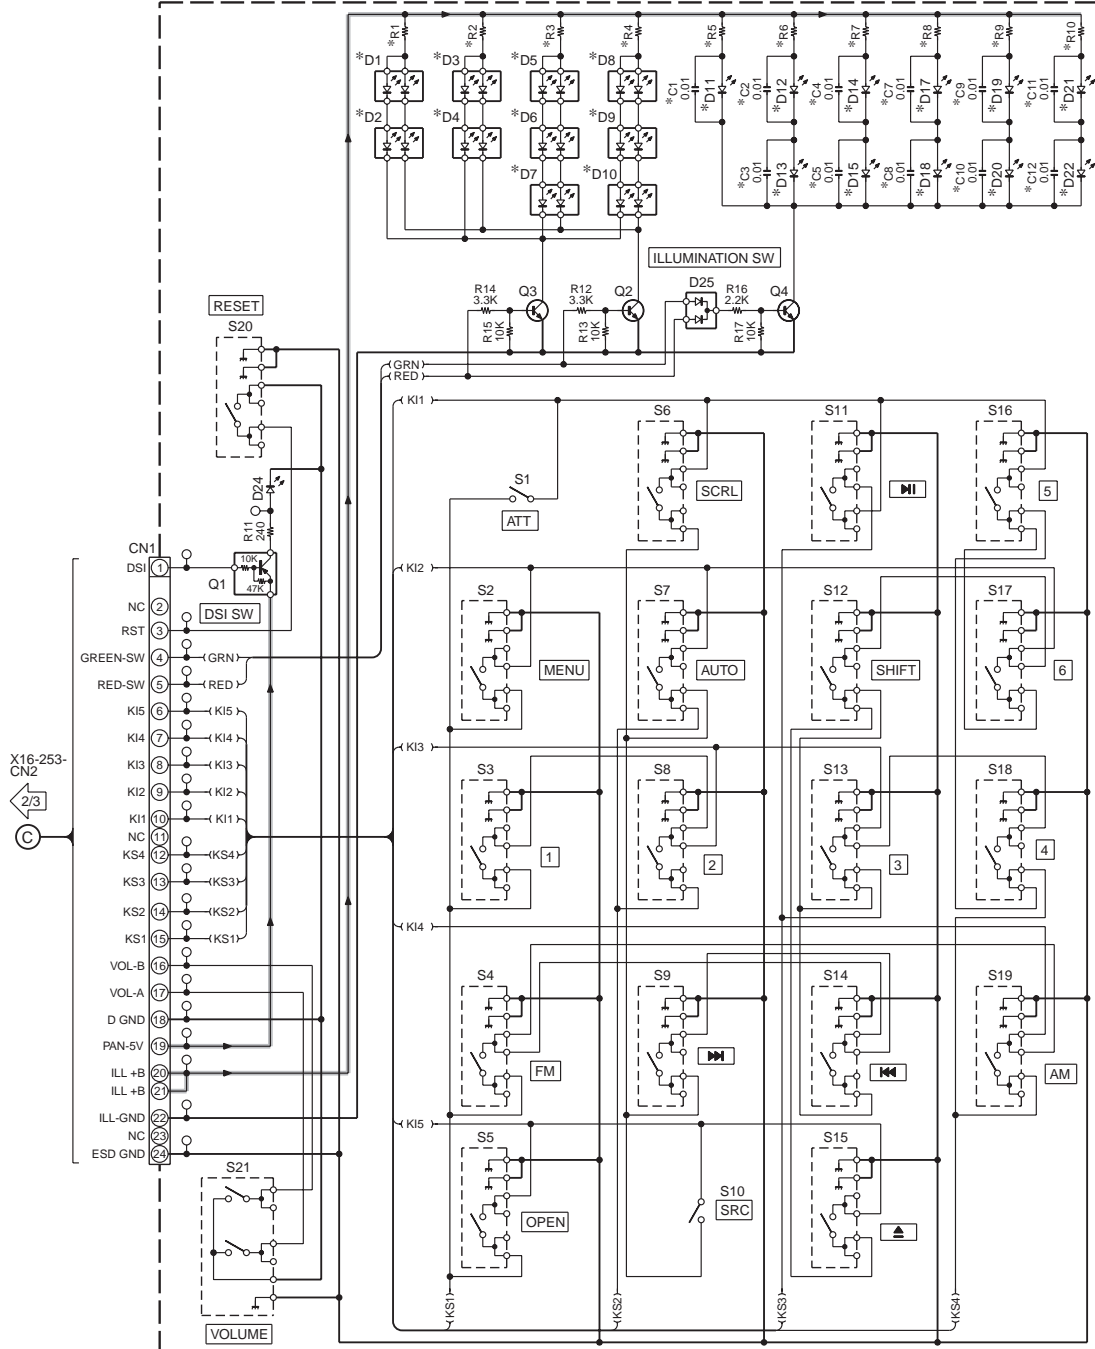 *R1 *R2 *R3 *R4 *R5 *R6 *R7 *R8 *R9 *R10
*D1 *D3 *D5 *D8
*C1 0.01 *D11 *C2 0.01 *D12 *C4 0.01 *D14 *C7 0.01 *D17 *C9 0.01 *D19 *C11 0.01 *D21
*D2 *D4 *D6 *D9
*D7 *D10
*C3 0.01 *D13 *C5 0.01 *D15 *C8 0.01 *D18 *C10 0.01 *D20 *C12 0.01 *D22
ILLUMINATION SW
R14 3.3K
R15 10K
Q3
R12 3.3K
R13 10K
Q2
D25
R16 2.2K
R17 10K
Q4
RESET
S20
GRN
RED
D24
R11 240
10K
47K
Q1
DSI SW
CN1
DSI 1
NC 2
RST 3
GREEN-SW 4 GRN
RED-SW 5 RED
KI5 6 KI5
KI4 7 KI4
KI3 8 KI3
KI2 9 KI2
KI1 10 KI1
NC 11
KS4 12 KS4
KS3 13 KS3
KS2 14 KS2
KS1 15 KS1
VOL-B 16
VOL-A 17
D GND 18
PAN-5V 19
ILL +B 20
ILL +B 21
ILL-GND 22
NC 23
ESD GND 24
X16-253-
CN2
2/3
C
S21
VOLUME
KI1
S1
ATT
S6
SCRL
S11
S16
5
KI2
S2
MENU
S7
AUTO
S12
SHIFT
S17
6
KI3
S3
1
S8
2
S13
3
S18
4
KI4
S4
FM
S9
S14
S19
AM
KI5
S5
OPEN
S10
SRC
S15
KS1
KS2
KS3
KS4